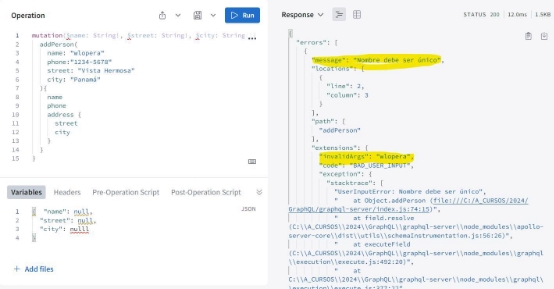 Operation
Run
Response
STATUS 200
12.0ms
1.9KB
1 mutation($name: String!, $street: String!, $city: String
2 addPerson(
3 name: "wlopera"
4 phone:"1234-5678"
5 street: "Vista Hermosa"
6 city: "Panamá"
7 ){
8 name
9 phone
10 address {
11 street
12 city
13 }
14 }
15 }
Variables Headers Pre-Operation Script Post-Operation Script
JSON
1 { "name": null,
2 "street": null,
3 "city": nulll
4 }
+ Add files
{
"errors": [
{
"message": "Nombre debe ser único",
"locations": [
{
"line": 2,
"column": 3
}
],
"path": [
"addPerson"
],
"extensions": {
"invalidArgs": "wlopera",
"code": "BAD_USER_INPUT",
"exception": {
"stacktrace": [
"UserInputError: Nombre debe ser único",
" at Object.addPerson (file:///C:/A_CURSOS/2024/
GraphQL/graphql-server/index.js:74:15)",
" at field.resolve
(C:\\A_CURSOS\\2024\\GraphQL\\graphql-server\\node_modules\\apollo-
server-core\\dist\\utils\\schemaInstrumentation.js:56:26)",
" at executeField
(C:\\A_CURSOS\\2024\\GraphQL\\graphql-server\\node_modules\\graphql
\\execution\\execute.js:492:20)",
" at
(C:\\A_CURSOS\\2024\\GraphQL\\graphql-server\\node_modules\\graphql